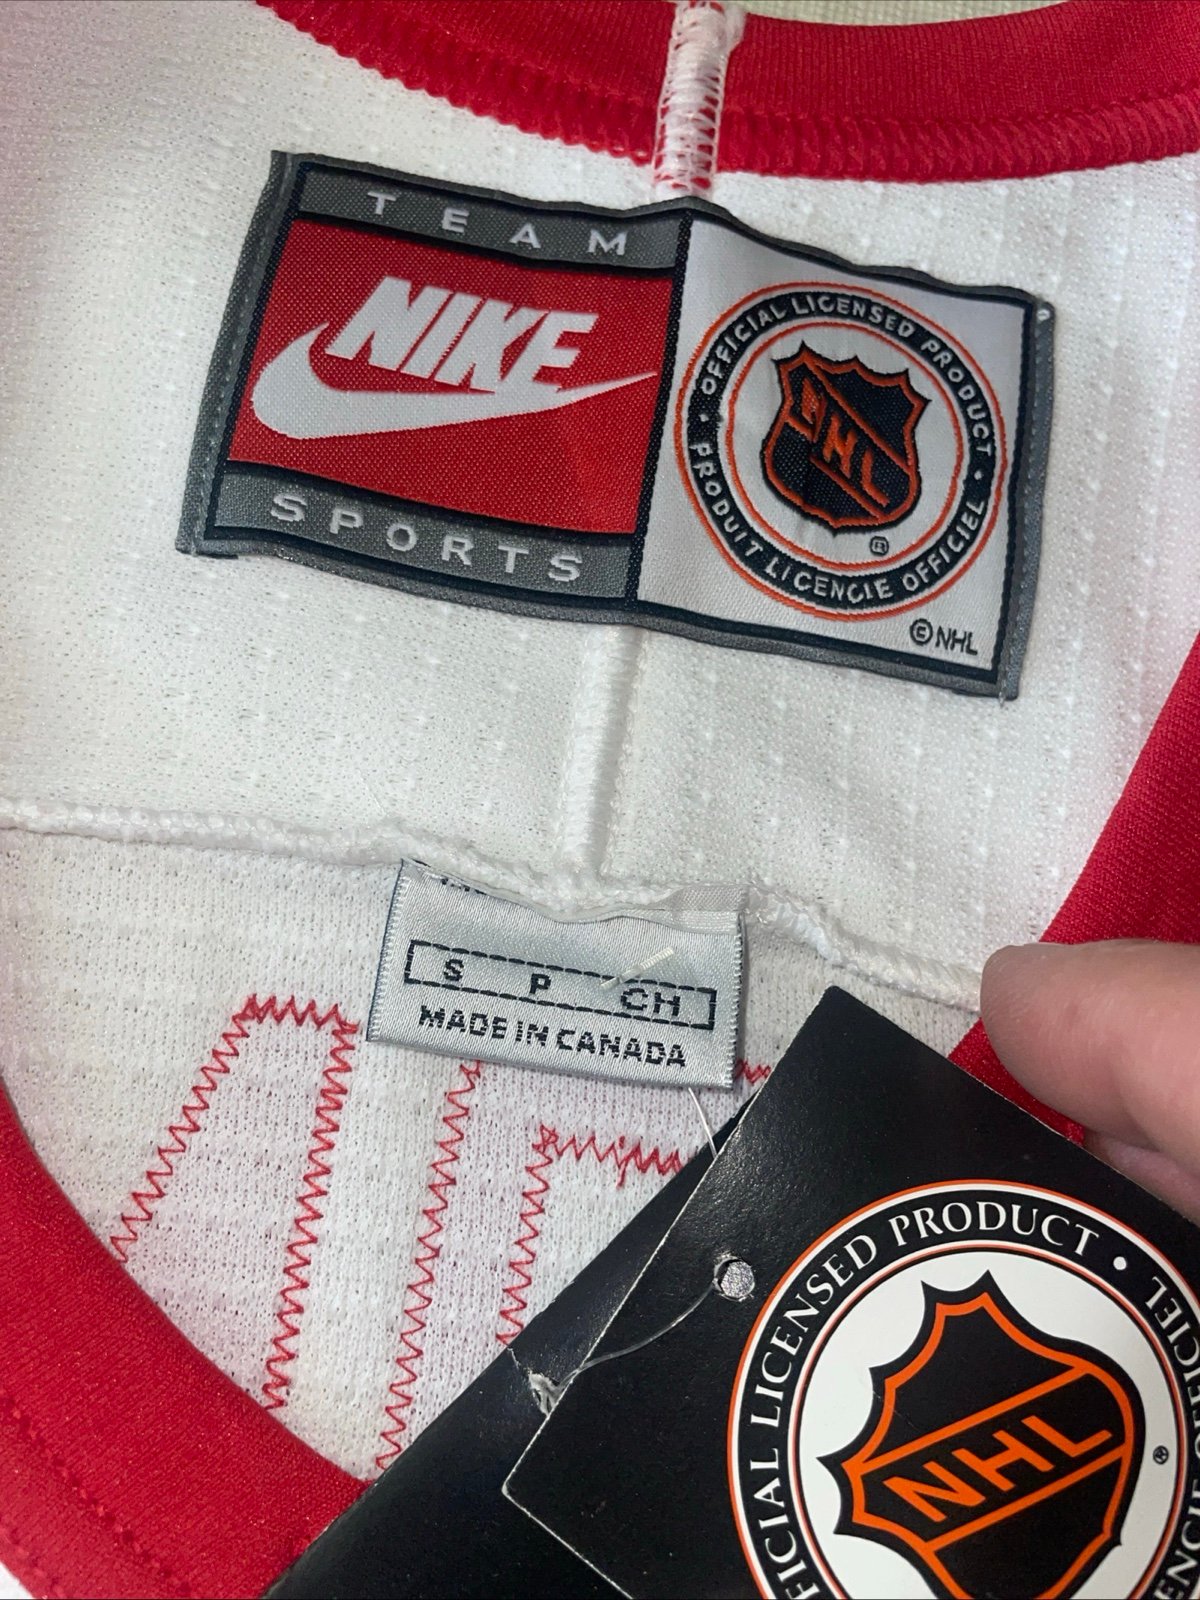 TEAM
NIKE
SPORTS
OFFICIAL LICENSED PRODUCT •
PRODUIT LICENCIE OFFICIEL •
NHL
®
© NHL
S P CH
MADE IN CANADA
OFFICIAL LICENSED PRODUCT •
NHL
®